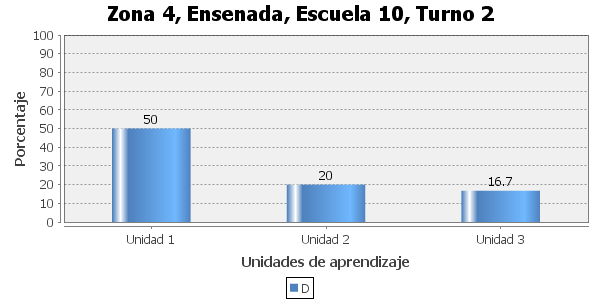 Zona 4, Ensenada, Escuela 10, Turno 2
100
90
80
70
60
50
40
30
20
10
0
Porcentaje
50
20
16.7
Unidad 1
Unidad 2
Unidad 3
Unidades de aprendizaje
D